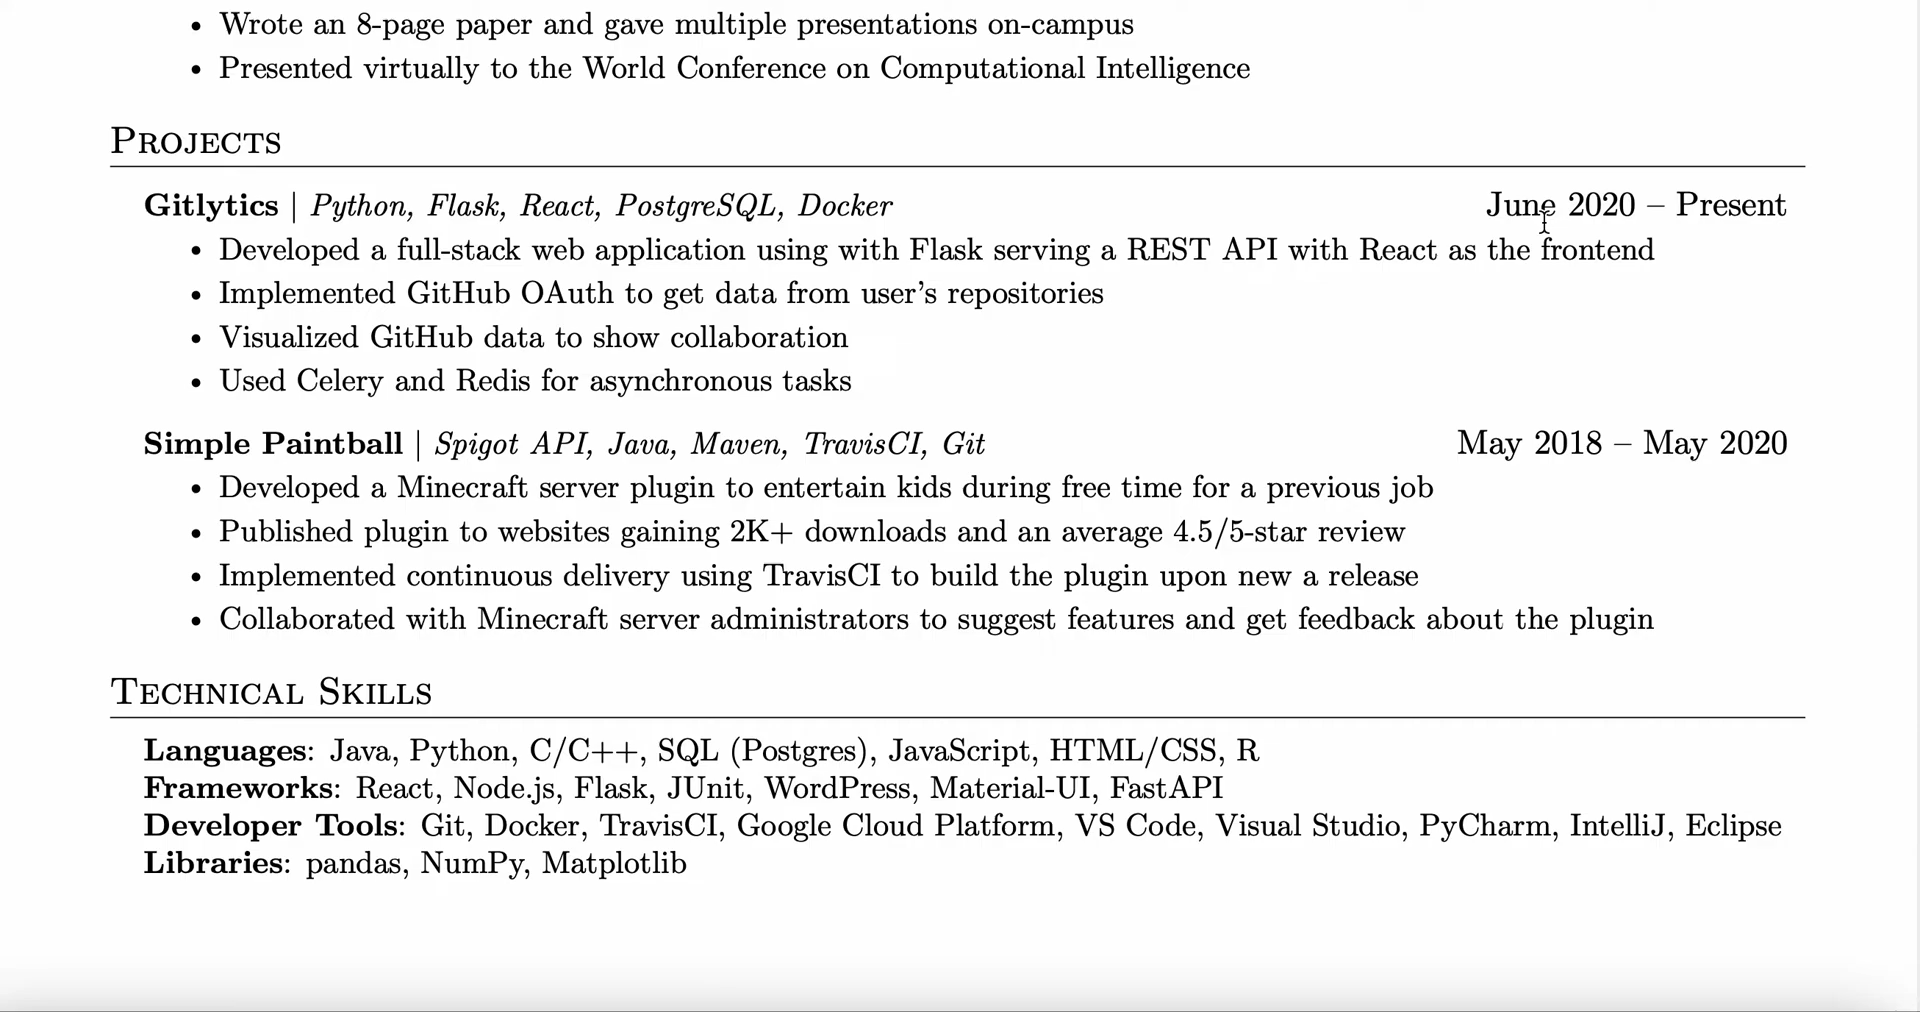 • Wrote an 8-page paper and gave multiple presentations on-campus
• Presented virtually to the World Conference on Computational Intelligence
PROJECTS
Gitlytics | Python, Flask, React, PostgreSQL, Docker June 2020 – Present
• Developed a full-stack web application using with Flask serving a REST API with React as the frontend
• Implemented GitHub OAuth to get data from user’s repositories
• Visualized GitHub data to show collaboration
• Used Celery and Redis for asynchronous tasks
Simple Paintball | Spigot API, Java, Maven, TravisCI, Git May 2018 – May 2020
• Developed a Minecraft server plugin to entertain kids during free time for a previous job
• Published plugin to websites gaining 2K+ downloads and an average 4.5/5-star review
• Implemented continuous delivery using TravisCI to build the plugin upon new a release
• Collaborated with Minecraft server administrators to suggest features and get feedback about the plugin
TECHNICAL SKILLS
Languages: Java, Python, C/C++, SQL (Postgres), JavaScript, HTML/CSS, R
Frameworks: React, Node.js, Flask, JUnit, WordPress, Material-UI, FastAPI
Developer Tools: Git, Docker, TravisCI, Google Cloud Platform, VS Code, Visual Studio, PyCharm, IntelliJ, Eclipse
Libraries: pandas, NumPy, Matplotlib